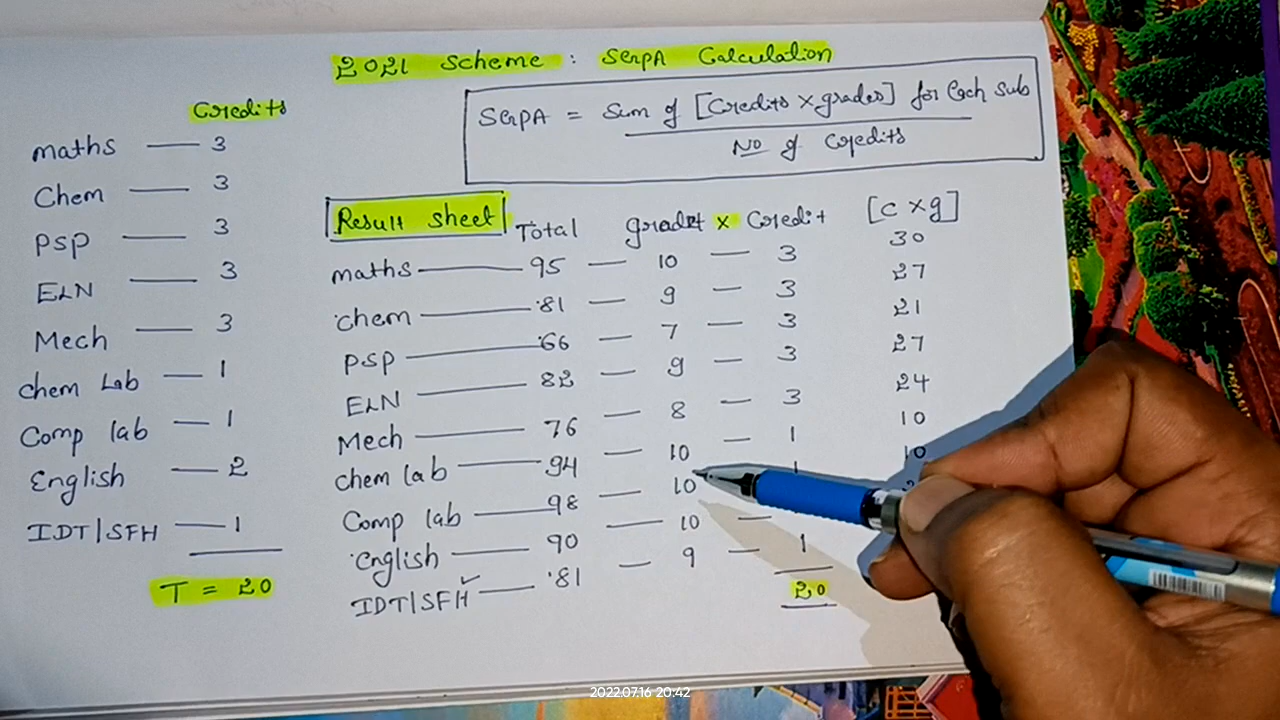 2021 Scheme : SGPA Calculation
Credits
SGPA = Sum of [Credits x grades] for Each Sub
No of Credits
maths — 3
Chem — 3
PSP — 3
ELN — 3
Mech — 3
chem Lab — 1
Comp lab — 1
English — 2
IDT/SFH — 1
T = 20
Result sheet Total grade x Credit [C x g]
maths — 95 — 10 — 3 30
chem — 81 — 9 — 3 27
PSP — 66 — 7 — 3 21
ELN — 82 — 9 — 3 27
Mech — 76 — 8 — 3 24
chem lab — 94 — 10 — 1 10
Comp lab — 98 — 10 1 10
English — 90 — 10 —
IDT/SFH — 81 — 9 — 1
20
2022.07.16 20:42